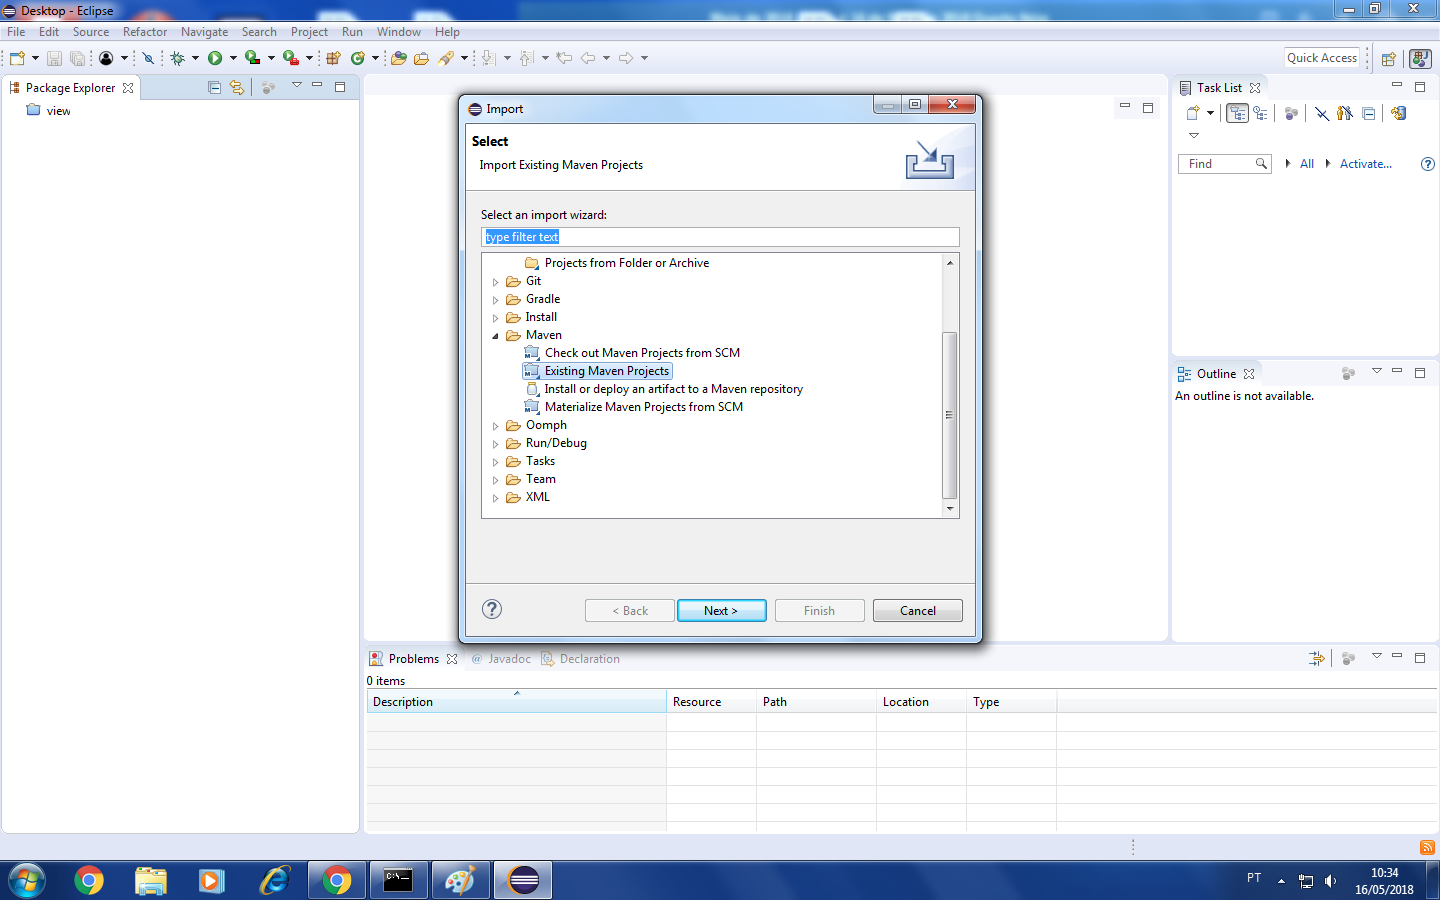 Desktop - Eclipse
File Edit Source Refactor Navigate Search Project Run Window Help
Quick Access
Package Explorer
view
Import
Select
Import Existing Maven Projects
Select an import wizard:
type filter text
Projects from Folder or Archive
Git
Gradle
Install
Maven
Check out Maven Projects from SCM
Existing Maven Projects
Install or deploy an artifact to a Maven repository
Materialize Maven Projects from SCM
Oomph
Run/Debug
Tasks
Team
XML
< Back Next > Finish Cancel
Task List
Find All Activate...
Outline
An outline is not available.
Problems @ Javadoc Declaration
0 items
Description Resource Path Location Type
PT
10:34
16/05/2018